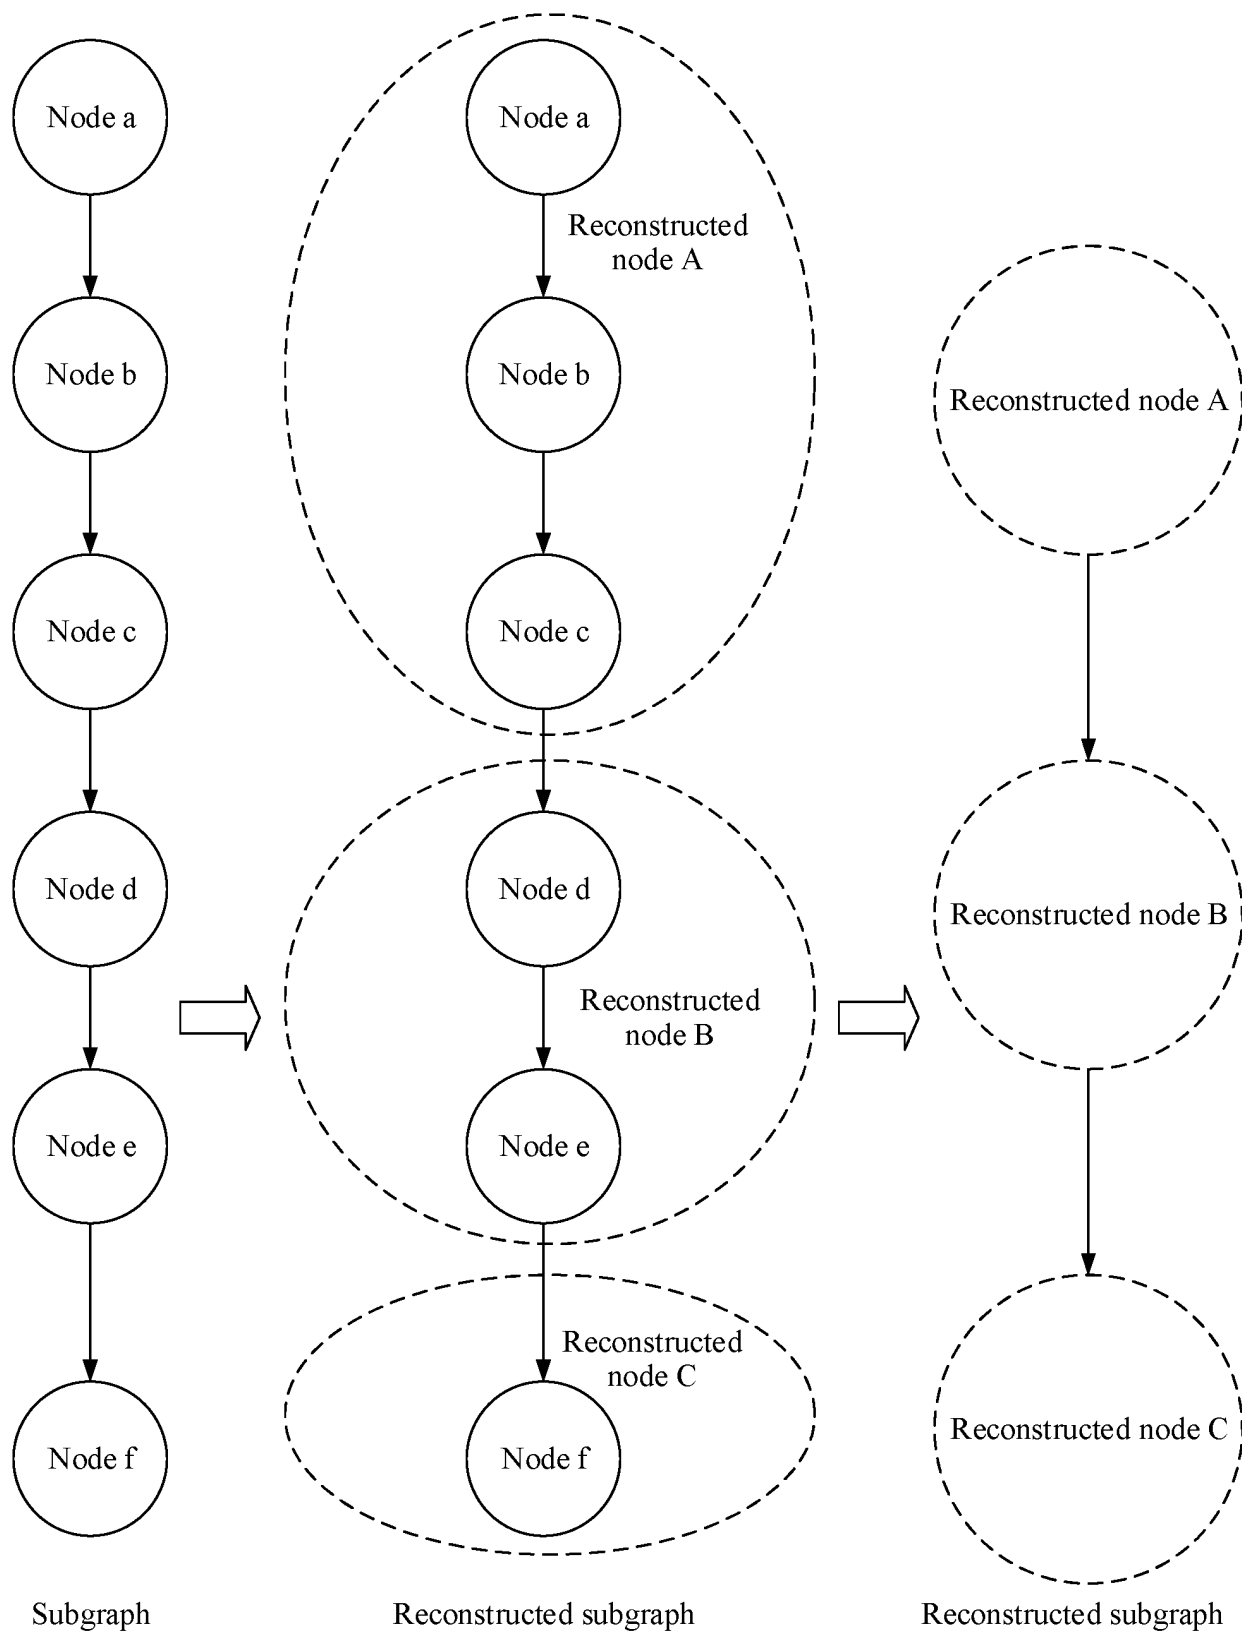 Node a
Node b
Node c
Node d
Node e
Node f
Subgraph
Node a
Reconstructed
node A
Node b
Node c
Node d
Reconstructed
node B
Node e
Reconstructed
node C
Node f
Reconstructed subgraph
Reconstructed node A
Reconstructed node B
Reconstructed node C
Reconstructed subgraph